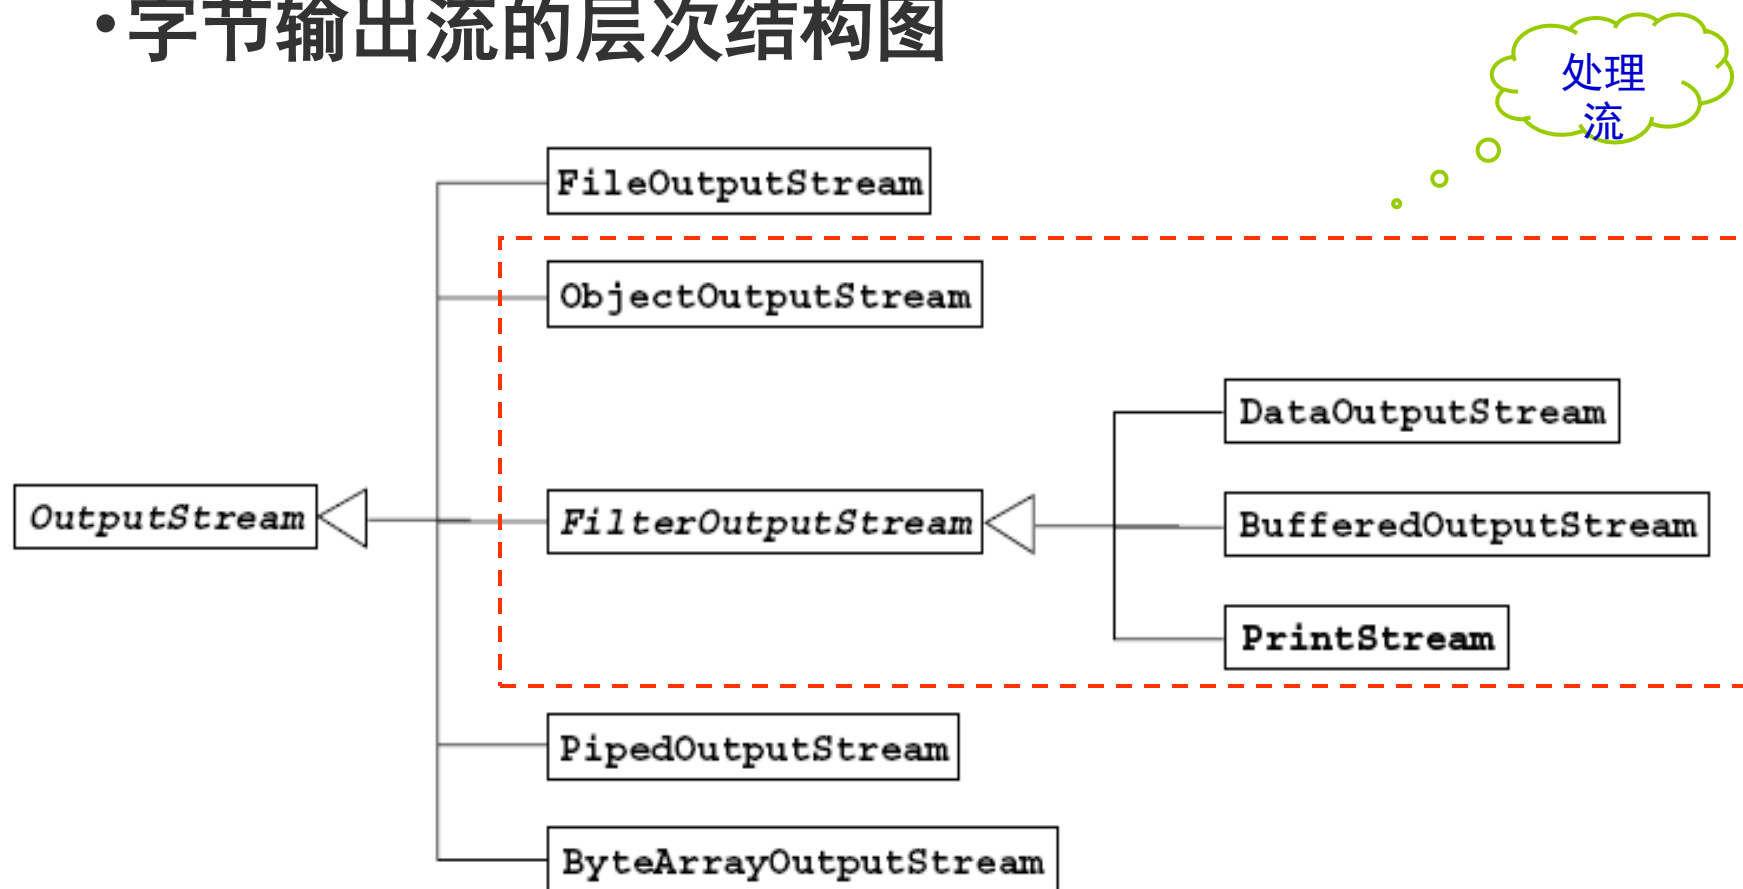 •字节输出流的层次结构图
处理
流
FileOutputStream
ObjectOutputStream
DataOutputStream
OutputStream
FilterOutputStream
BufferedOutputStream
PrintStream
PipedOutputStream
ByteArrayOutputStream